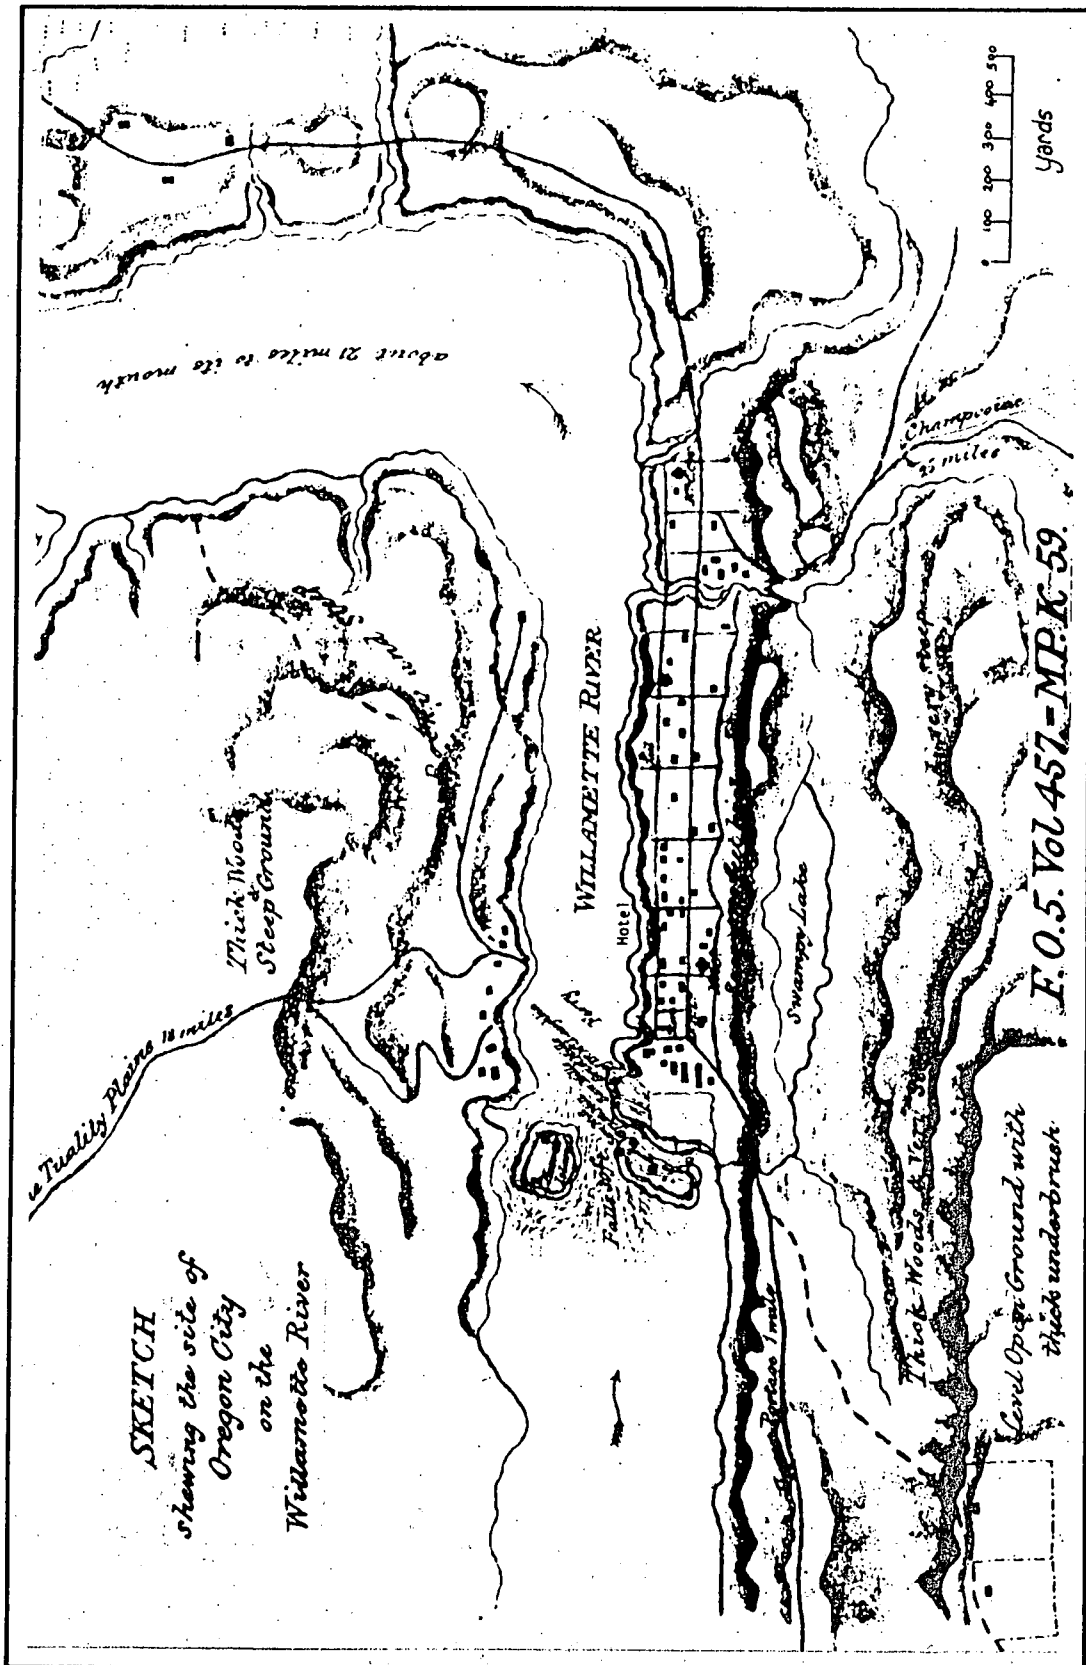 SKETCH
shewing the site of
Oregon City
on the
Willamette River
Tuality Plains 18 miles
Thick Woods
&
Steep Ground
about 21 miles to its mouth
WILLAMETTE RIVER
Hotel
Falls
Swampy Lake
Champooic
25 miles
very steep
Portage 1 mile
Thick Woods & Very Steep
Level Open Ground with
thick underbrush
0 100 200 300 400 500
yards
F.O.5. Vol 457=MP.K 59.